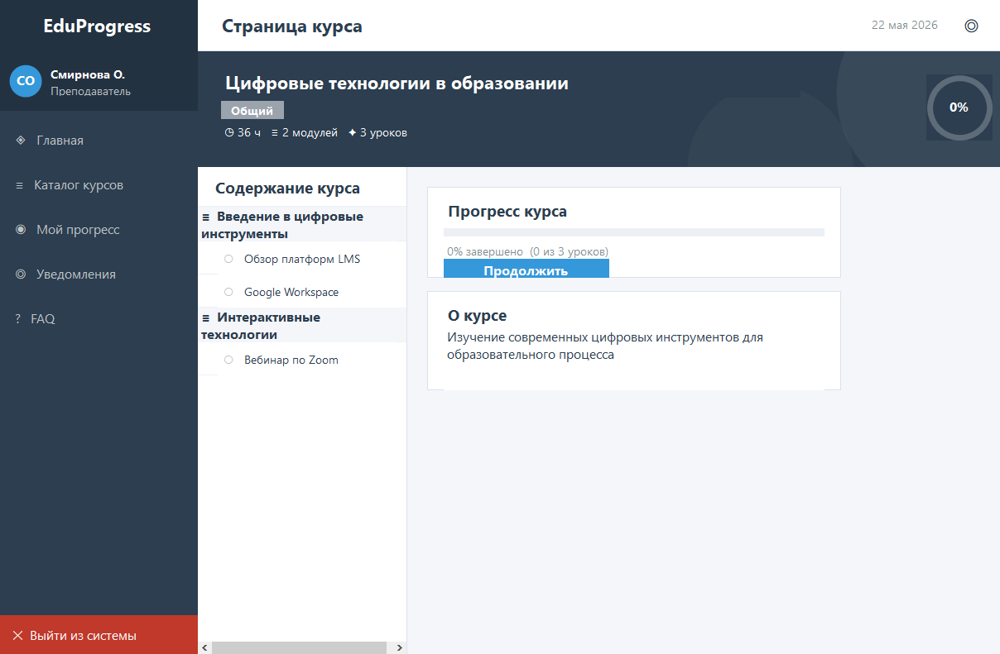 EduProgress
СО
Смирнова О.
Преподаватель
Главная
Каталог курсов
Мой прогресс
Уведомления
? FAQ
Выйти из системы
Страница курса
22 мая 2026
Цифровые технологии в образовании
Общий
36 ч ≡ 2 модулей ✦ 3 уроков
0%
Содержание курса
≡ Введение в цифровые
инструменты
Обзор платформ LMS
Google Workspace
≡ Интерактивные
технологии
Вебинар по Zoom
Прогресс курса
0% завершено (0 из 3 уроков)
Продолжить
О курсе
Изучение современных цифровых инструментов для
образовательного процесса